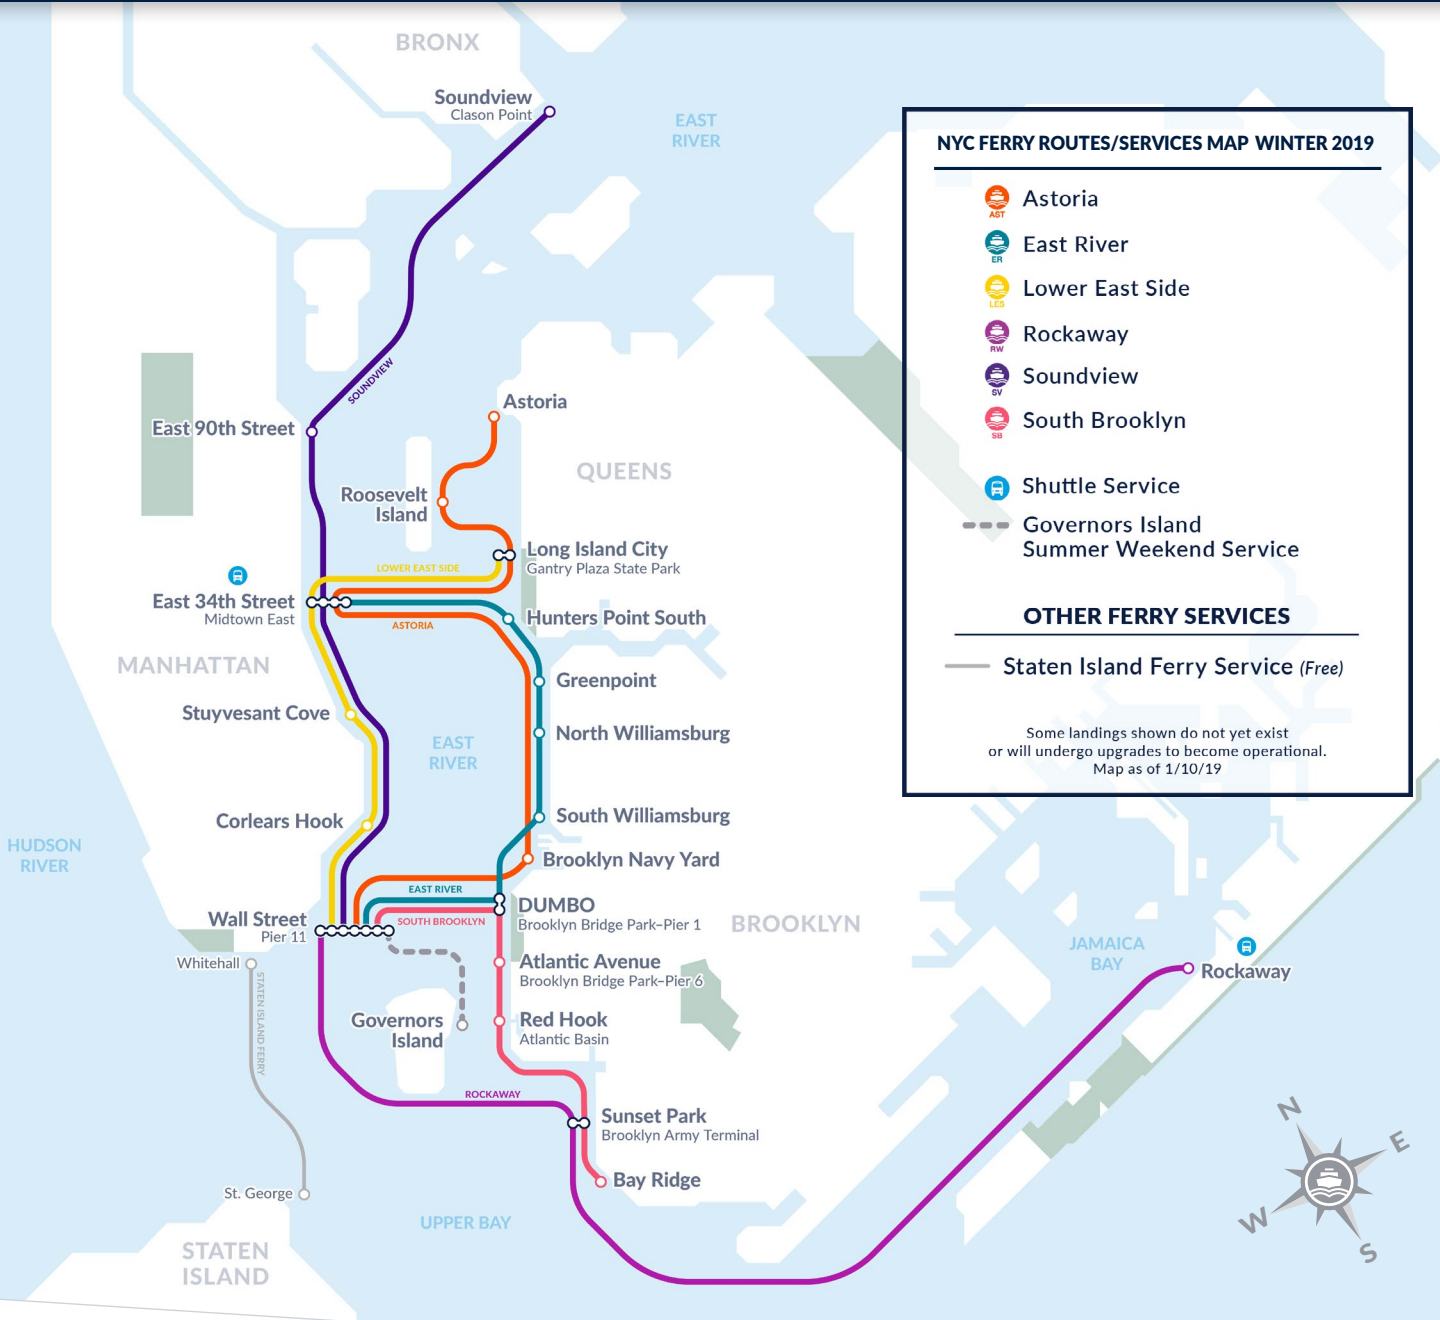 BRONX
Soundview
Clason Point
EAST
RIVER
SOUNDVIEW
East 90th Street
Astoria
QUEENS
Roosevelt
Island
Long Island City
Gantry Plaza State Park
LOWER EAST SIDE
East 34th Street
Midtown East
ASTORIA
Hunters Point South
MANHATTAN
Greenpoint
Stuyvesant Cove
North Williamsburg
EAST
RIVER
South Williamsburg
Corlears Hook
HUDSON
RIVER
Brooklyn Navy Yard
EAST RIVER
DUMBO
Brooklyn Bridge Park–Pier 1
SOUTH BROOKLYN
Wall Street
Pier 11
BROOKLYN
Whitehall
STATEN ISLAND FERRY
Atlantic Avenue
Brooklyn Bridge Park–Pier 6
Governors
Island
Red Hook
Atlantic Basin
ROCKAWAY
Sunset Park
Brooklyn Army Terminal
Bay Ridge
St. George
UPPER BAY
STATEN
ISLAND
JAMAICA
BAY
Rockaway
NYC FERRY ROUTES/SERVICES MAP WINTER 2019
AST
Astoria
ER
East River
LES
Lower East Side
RW
Rockaway
SV
Soundview
SB
South Brooklyn
Shuttle Service
Governors Island
Summer Weekend Service
OTHER FERRY SERVICES
Staten Island Ferry Service (Free)
Some landings shown do not yet exist
or will undergo upgrades to become operational.
Map as of 1/10/19
N
E
W
S